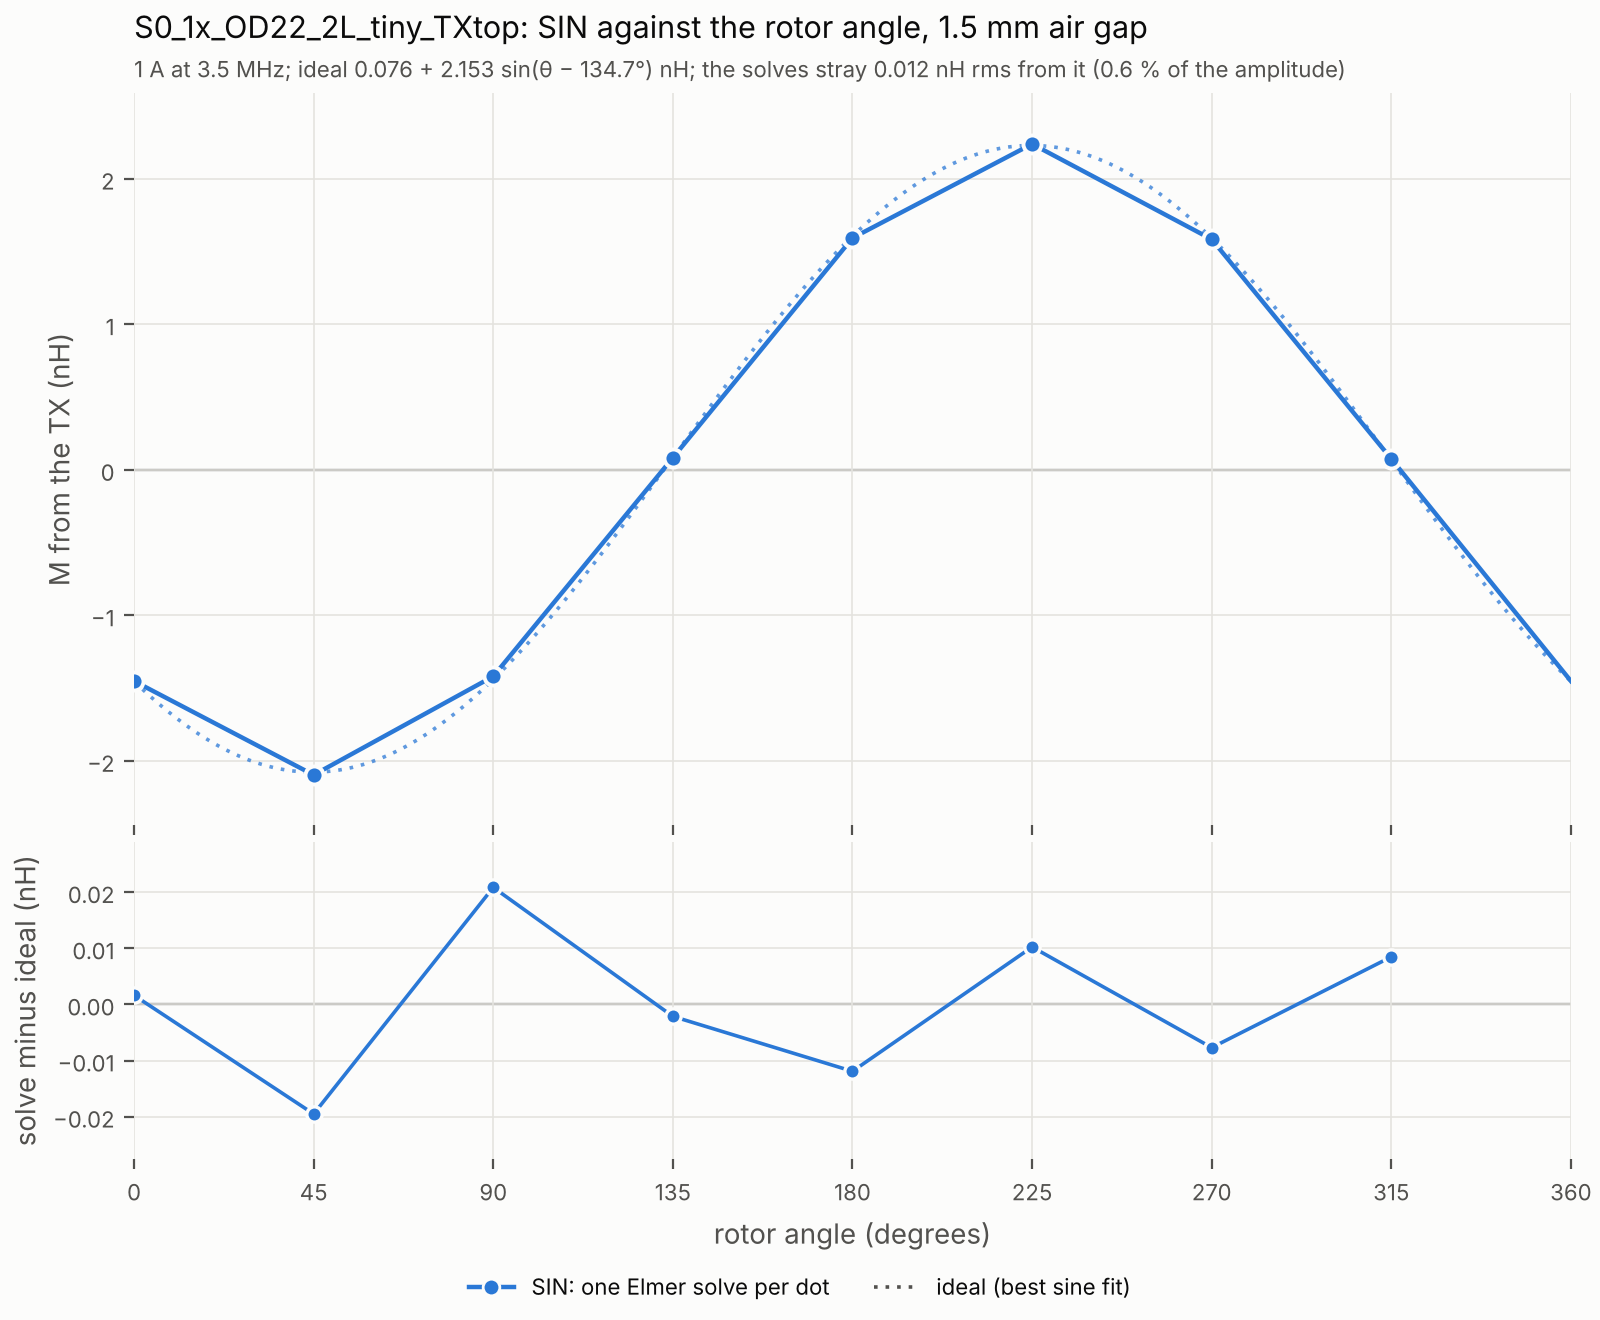 S0_1x_OD22_2L_tiny_TXtop: SIN against the rotor angle, 1.5 mm air gap
1 A at 3.5 MHz; ideal 0.076 + 2.153 sin(θ − 134.7°) nH; the solves stray 0.012 nH rms from it (0.6 % of the amplitude)
M from the TX (nH)
2
1
0
−1
−2
solve minus ideal (nH)
0.02
0.01
0.00
−0.01
−0.02
0 45 90 135 180 225 270 315 360
rotor angle (degrees)
SIN: one Elmer solve per dot ideal (best sine fit)